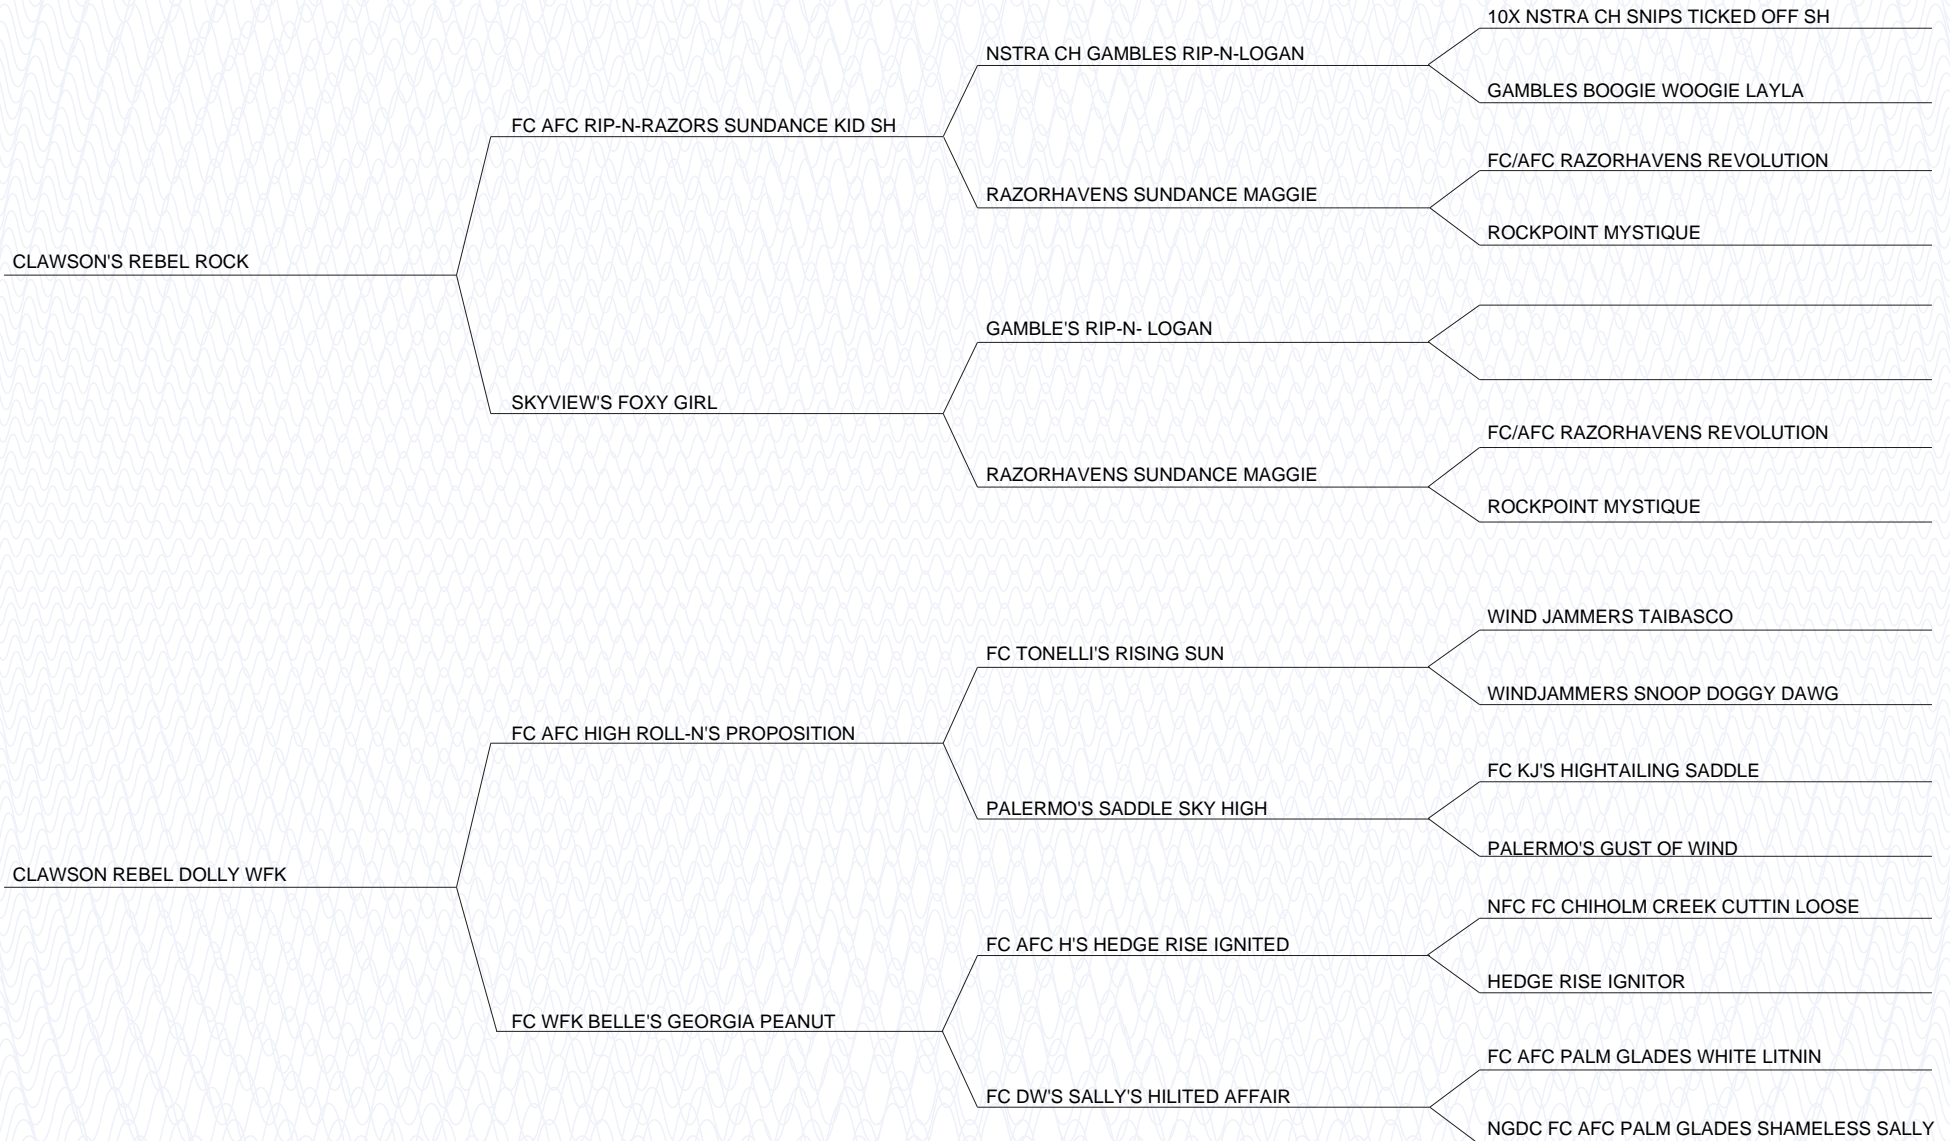 10X NSTRA CH SNIPS TICKED OFF SH
NSTRA CH GAMBLES RIP-N-LOGAN
GAMBLES BOOGIE WOOGIE LAYLA
FC AFC RIP-N-RAZORS SUNDANCE KID SH
FC/AFC RAZORHAVENS REVOLUTION
RAZORHAVENS SUNDANCE MAGGIE
ROCKPOINT MYSTIQUE
CLAWSON'S REBEL ROCK
GAMBLE'S RIP-N- LOGAN
SKYVIEW'S FOXY GIRL
FC/AFC RAZORHAVENS REVOLUTION
RAZORHAVENS SUNDANCE MAGGIE
ROCKPOINT MYSTIQUE
WIND JAMMERS TAIBASCO
FC TONELLI'S RISING SUN
WINDJAMMERS SNOOP DOGGY DAWG
FC AFC HIGH ROLL-N'S PROPOSITION
FC KJ'S HIGHTAILING SADDLE
PALERMO'S SADDLE SKY HIGH
PALERMO'S GUST OF WIND
CLAWSON REBEL DOLLY WFK
NFC FC CHIHOLM CREEK CUTTIN LOOSE
FC AFC H'S HEDGE RISE IGNITED
HEDGE RISE IGNITOR
FC WFK BELLE'S GEORGIA PEANUT
FC AFC PALM GLADES WHITE LITNIN
FC DW'S SALLY'S HILITED AFFAIR
NGDC FC AFC PALM GLADES SHAMELESS SALLY